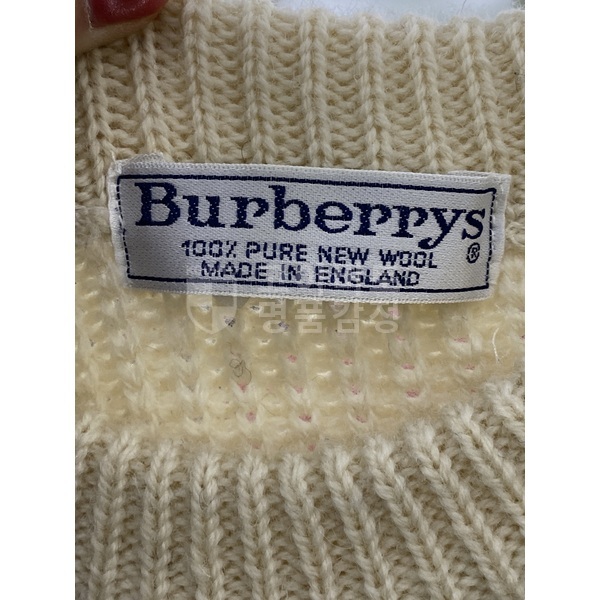 Burberrys
®
100% PURE NEW WOOL
MADE IN ENGLAND
명품감정